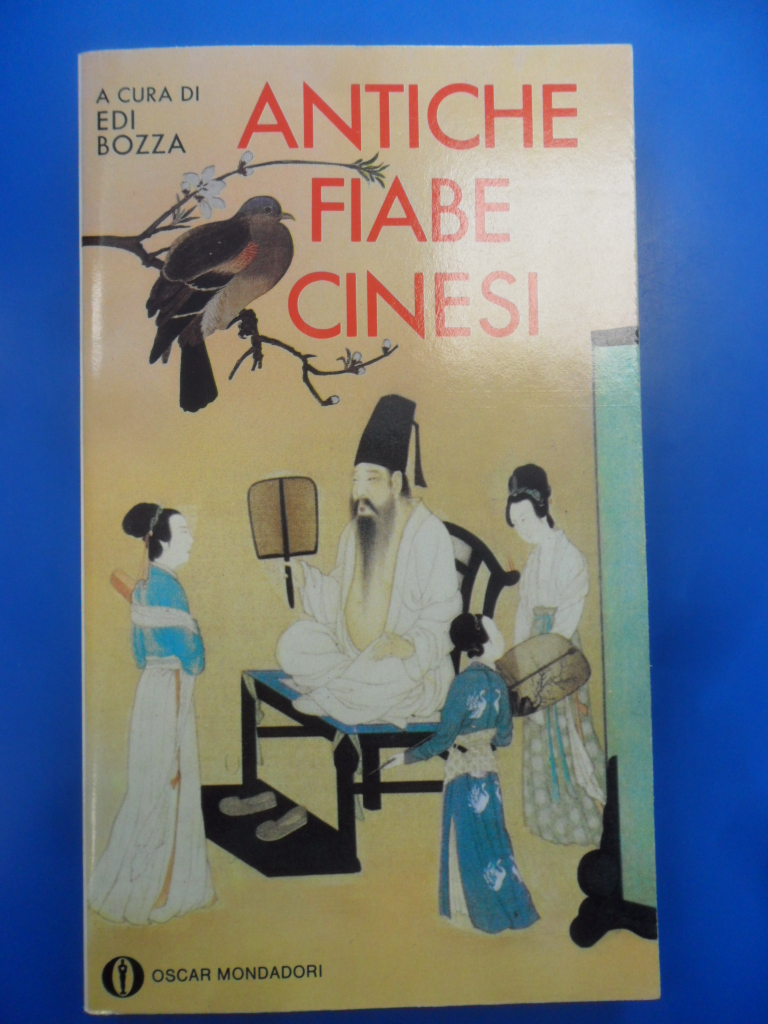 A CURA DI
EDI
BOZZA
ANTICHE
FIABE
CINESI
OSCAR MONDADORI